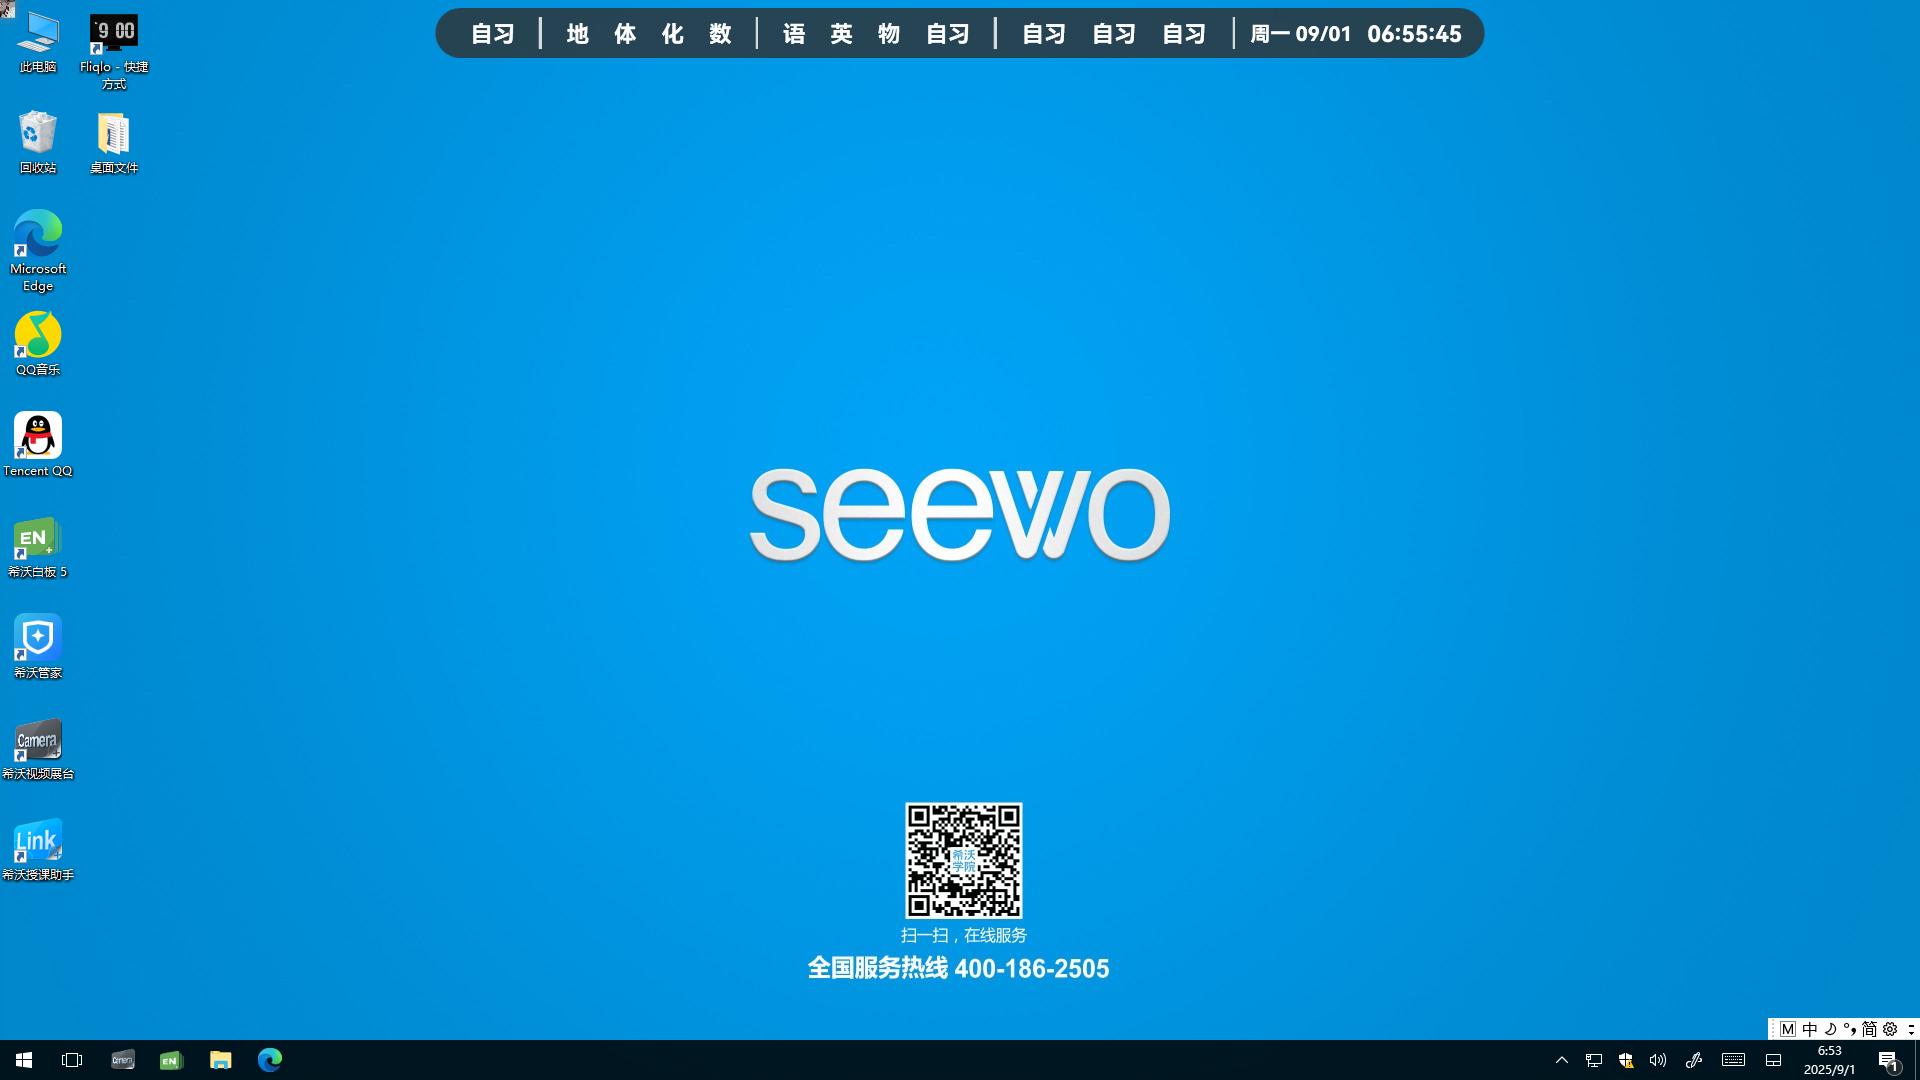 自习 | 地 体 化 数 | 语 英 物 自习 | 自习 自习 自习 | 周一 09/01 06:55:45
此电脑
9 00
Fliqlo - 快捷
方式
回收站
桌面文件
Microsoft
Edge
QQ音乐
Tencent QQ
EN
希沃白板 5
希沃管家
Camera
希沃视频展台
Link
希沃授课助手
seewo
希沃
学院
扫一扫，在线服务
全国服务热线 400-186-2505
M 中 简
Camera
EN
6:53
2025/9/1
1